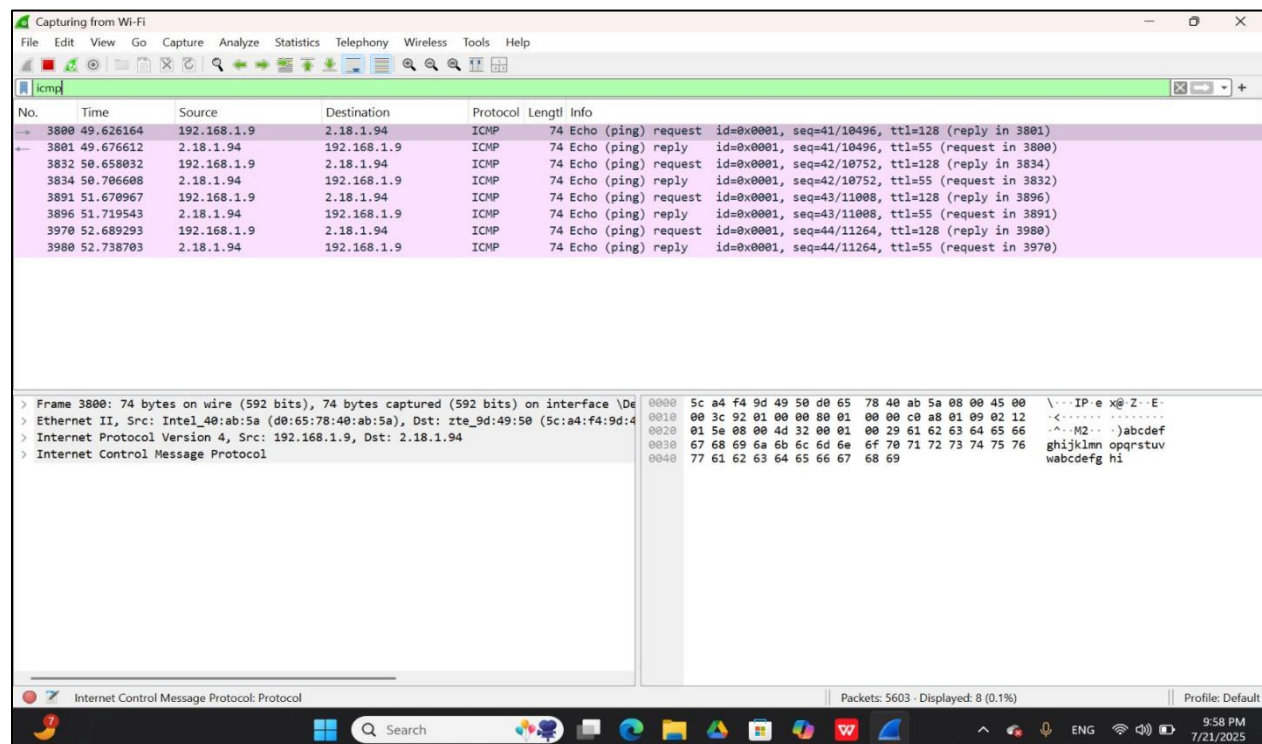 Capturing from Wi-Fi
File Edit View Go Capture Analyze Statistics Telephony Wireless Tools Help
icmp
No. Time Source Destination Protocol Lengtl Info
3800 49.626164 192.168.1.9 2.18.1.94 ICMP 74 Echo (ping) request id=0x0001, seq=41/10496, ttl=128 (reply in 3801)
3801 49.676612 2.18.1.94 192.168.1.9 ICMP 74 Echo (ping) reply id=0x0001, seq=41/10496, ttl=55 (request in 3800)
3832 50.658032 192.168.1.9 2.18.1.94 ICMP 74 Echo (ping) request id=0x0001, seq=42/10752, ttl=128 (reply in 3834)
3834 50.706608 2.18.1.94 192.168.1.9 ICMP 74 Echo (ping) reply id=0x0001, seq=42/10752, ttl=55 (request in 3832)
3891 51.670967 192.168.1.9 2.18.1.94 ICMP 74 Echo (ping) request id=0x0001, seq=43/11008, ttl=128 (reply in 3896)
3896 51.719543 2.18.1.94 192.168.1.9 ICMP 74 Echo (ping) reply id=0x0001, seq=43/11008, ttl=55 (request in 3891)
3970 52.689293 192.168.1.9 2.18.1.94 ICMP 74 Echo (ping) request id=0x0001, seq=44/11264, ttl=128 (reply in 3980)
3980 52.738703 2.18.1.94 192.168.1.9 ICMP 74 Echo (ping) reply id=0x0001, seq=44/11264, ttl=55 (request in 3970)
Frame 3800: 74 bytes on wire (592 bits), 74 bytes captured (592 bits) on interface \De
Ethernet II, Src: Intel_40:ab:5a (d0:65:78:40:ab:5a), Dst: zte_9d:49:50 (5c:a4:f4:9d:4
Internet Protocol Version 4, Src: 192.168.1.9, Dst: 2.18.1.94
Internet Control Message Protocol
0000 5c a4 f4 9d 49 50 d0 65 78 40 ab 5a 08 00 45 00 \···IP·e x@·Z··E·
0010 00 3c 92 01 00 00 80 01 00 00 c0 a8 01 09 02 12 ·<······ ········
0020 01 5e 08 00 4d 32 00 01 00 29 61 62 63 64 65 66 ·^··M2·· ·)abcdef
0030 67 68 69 6a 6b 6c 6d 6e 6f 70 71 72 73 74 75 76 ghijklmn opqrstuv
0040 77 61 62 63 64 65 66 67 68 69 wabcdefg hi
Internet Control Message Protocol: Protocol
Packets: 5603 · Displayed: 8 (0.1%)
Profile: Default
7
Search
ENG
9:58 PM
7/21/2025